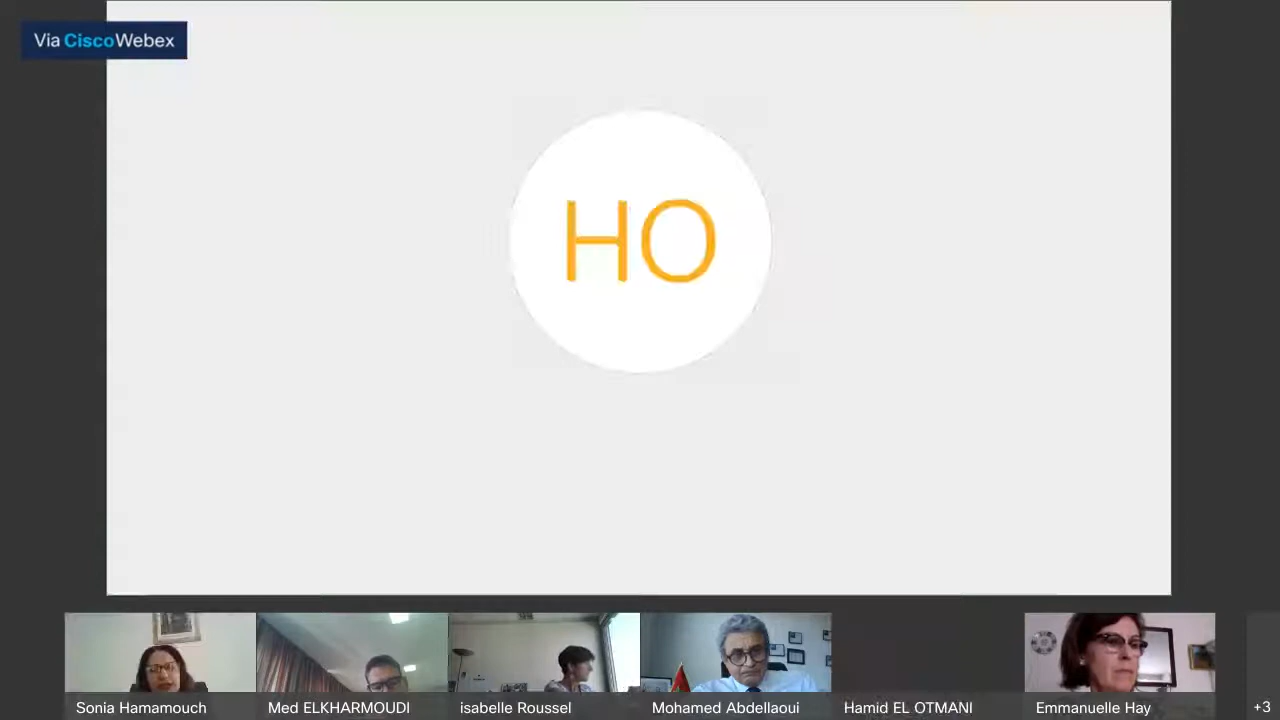 Via CiscoWebex
HO
Sonia Hamamouch
Med ELKHARMOUDI
isabelle Roussel
Mohamed Abdellaoui
Hamid EL OTMANI
Emmanuelle Hay
+3